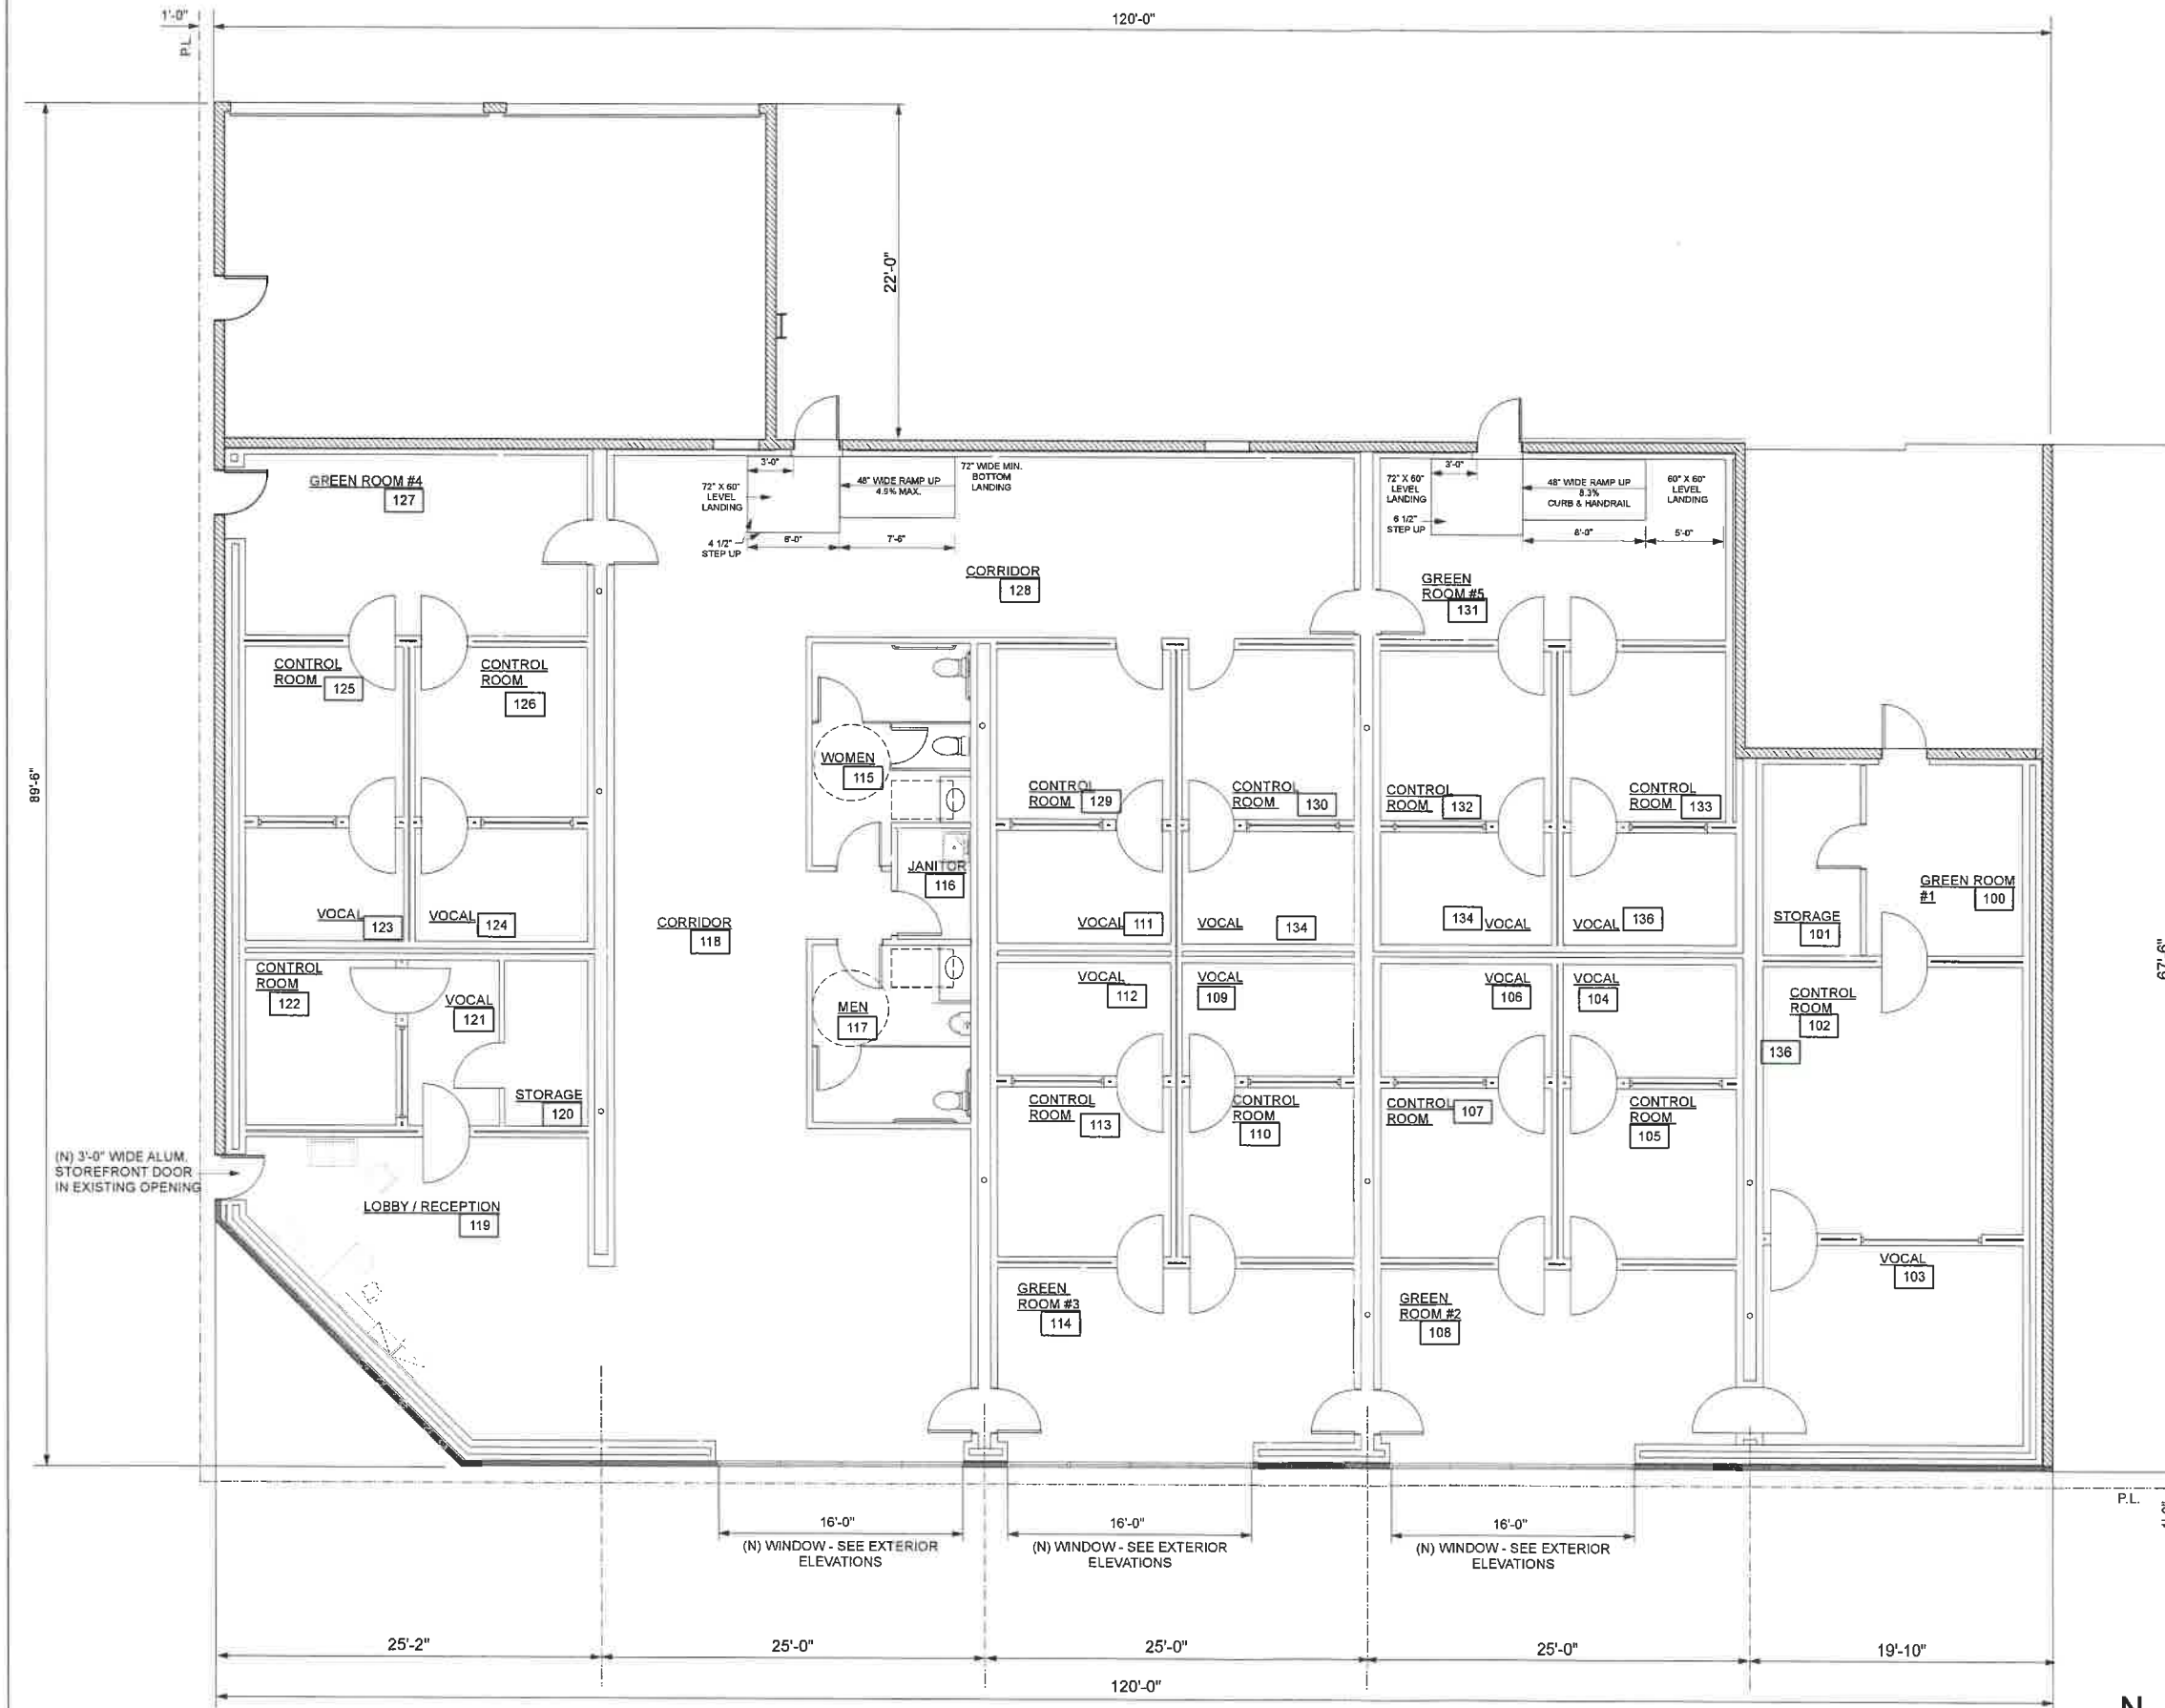 1'-0"
120'-0"
P.L.
22'-0"
89'-6"
67'-6"
GREEN ROOM #4
127
3'-0"
72" X 60"
LEVEL
LANDING
48" WIDE RAMP UP
4.9% MAX.
72" WIDE MIN.
BOTTOM
LANDING
4 1/2"
STEP UP
6'-0"
7'-6"
3'-0"
72" X 60"
LEVEL
LANDING
48" WIDE RAMP UP
8.3%
CURB & HANDRAIL
60" X 60"
LEVEL
LANDING
6 1/2"
STEP UP
8'-0"
5'-0"
CORRIDOR
128
GREEN
ROOM #5
131
CONTROL
ROOM 125
CONTROL
ROOM
126
WOMEN
115
CONTROL
ROOM 129
CONTROL
ROOM 130
CONTROL
ROOM 132
CONTROL
ROOM 133
JANITOR
116
GREEN ROOM
#1 100
VOCAL 123
VOCAL 124
CORRIDOR
118
VOCAL 111
VOCAL 134
134 VOCAL
VOCAL 136
STORAGE
101
CONTROL
ROOM
122
VOCAL
121
MEN
117
VOCAL
112
VOCAL
109
VOCAL
106
VOCAL
104
CONTROL
ROOM
102
136
STORAGE
120
CONTROL
ROOM 113
CONTROL
ROOM
110
CONTROL 107
ROOM
CONTROL
ROOM
105
(N) 3'-0" WIDE ALUM.
STOREFRONT DOOR
IN EXISTING OPENING
LOBBY / RECEPTION
119
VOCAL
103
GREEN
ROOM #3
114
GREEN
ROOM #2
108
P.L.
16'-0"
(N) WINDOW - SEE EXTERIOR
ELEVATIONS
16'-0"
(N) WINDOW - SEE EXTERIOR
ELEVATIONS
16'-0"
(N) WINDOW - SEE EXTERIOR
ELEVATIONS
25'-2"
25'-0"
25'-0"
25'-0"
19'-10"
120'-0"
N